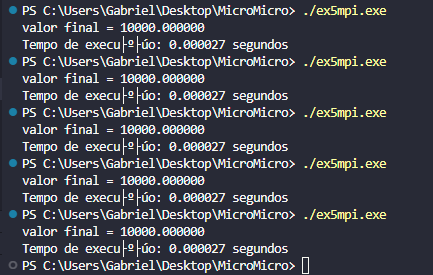 PS C:\Users\Gabriel\Desktop\MicroMicro> ./ex5mpi.exe
valor final = 10000.000000
Tempo de execu├º├úo: 0.000027 segundos
PS C:\Users\Gabriel\Desktop\MicroMicro> ./ex5mpi.exe
valor final = 10000.000000
Tempo de execu├º├úo: 0.000027 segundos
PS C:\Users\Gabriel\Desktop\MicroMicro> ./ex5mpi.exe
valor final = 10000.000000
Tempo de execu├º├úo: 0.000027 segundos
PS C:\Users\Gabriel\Desktop\MicroMicro> ./ex5mpi.exe
valor final = 10000.000000
Tempo de execu├º├úo: 0.000027 segundos
PS C:\Users\Gabriel\Desktop\MicroMicro> ./ex5mpi.exe
valor final = 10000.000000
Tempo de execu├º├úo: 0.000027 segundos
PS C:\Users\Gabriel\Desktop\MicroMicro>